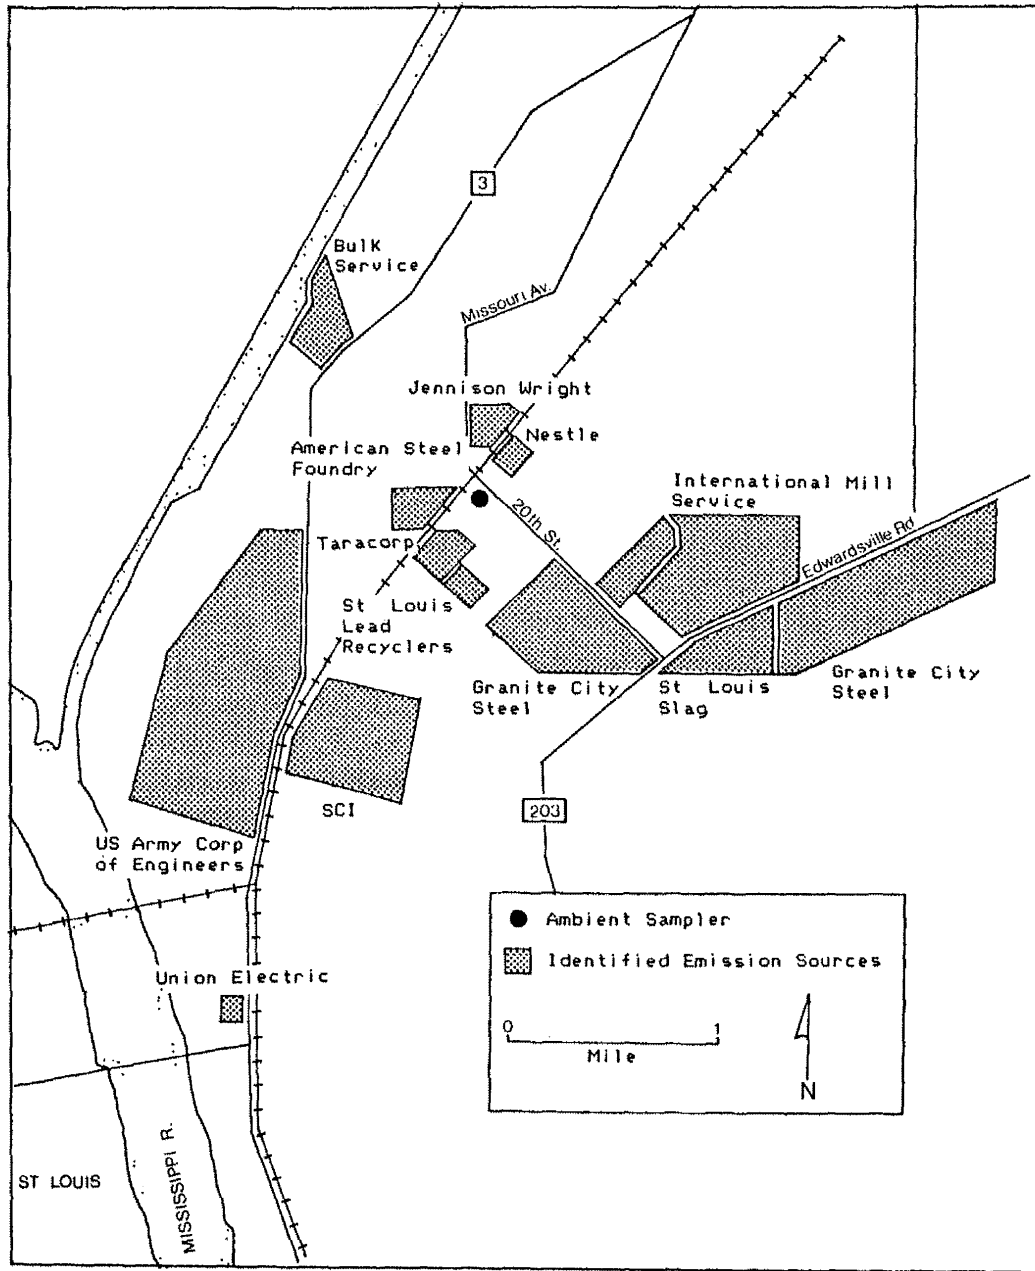 3
Bulk
Service
Missouri Av.
Jennison Wright
Nestle
American Steel
Foundry
International Mill
Service
20th St
Taracorp
Edwardsville Rd
St Louis
Lead
Recyclers
Granite City
Steel
St Louis
Slag
Granite City
Steel
SCI
203
US Army Corp
of Engineers
Ambient Sampler
Identified Emission Sources
Union Electric
0 1
Mile
N
ST LOUIS
MISSISSIPPI R.